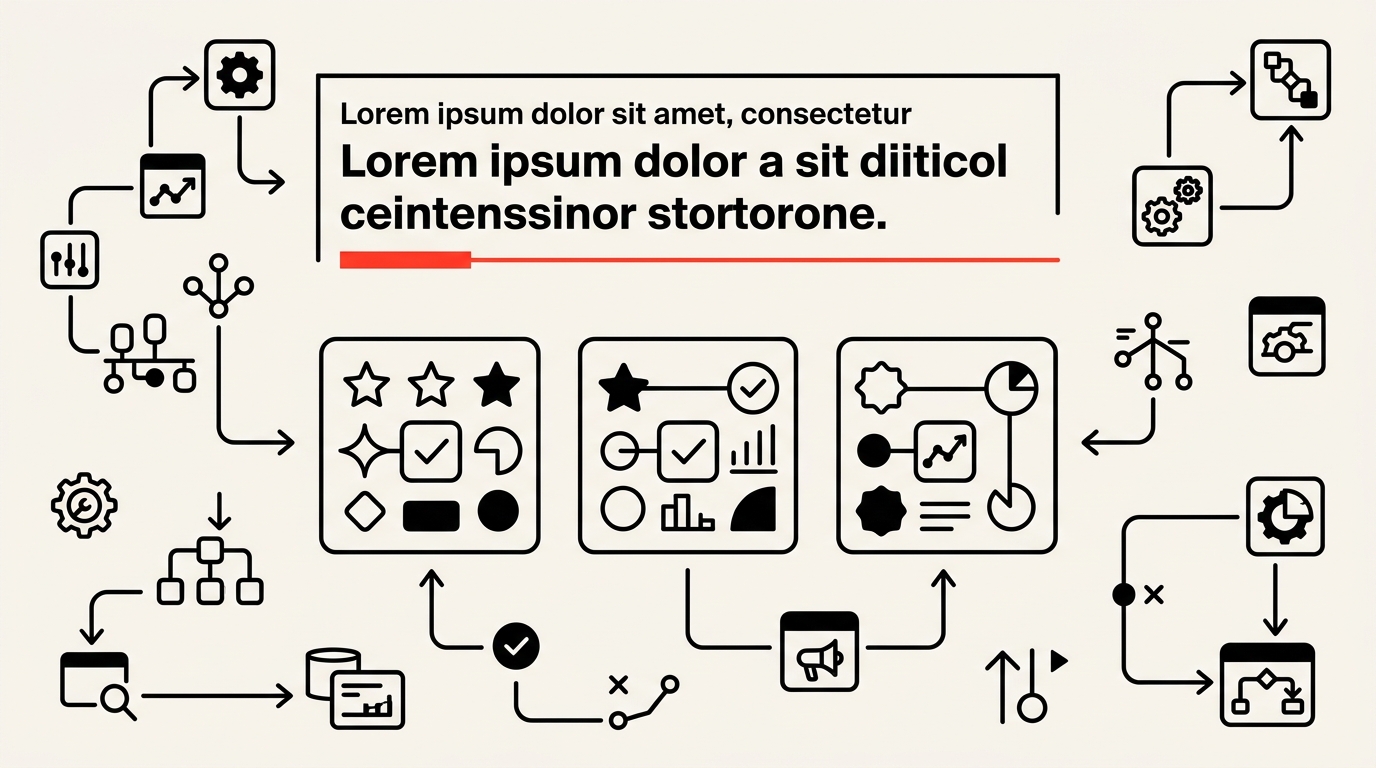 Lorem ipsum dolor sit amet, consectetur
Lorem ipsum dolor a sit diiticol
ceintenssinor stortorone.